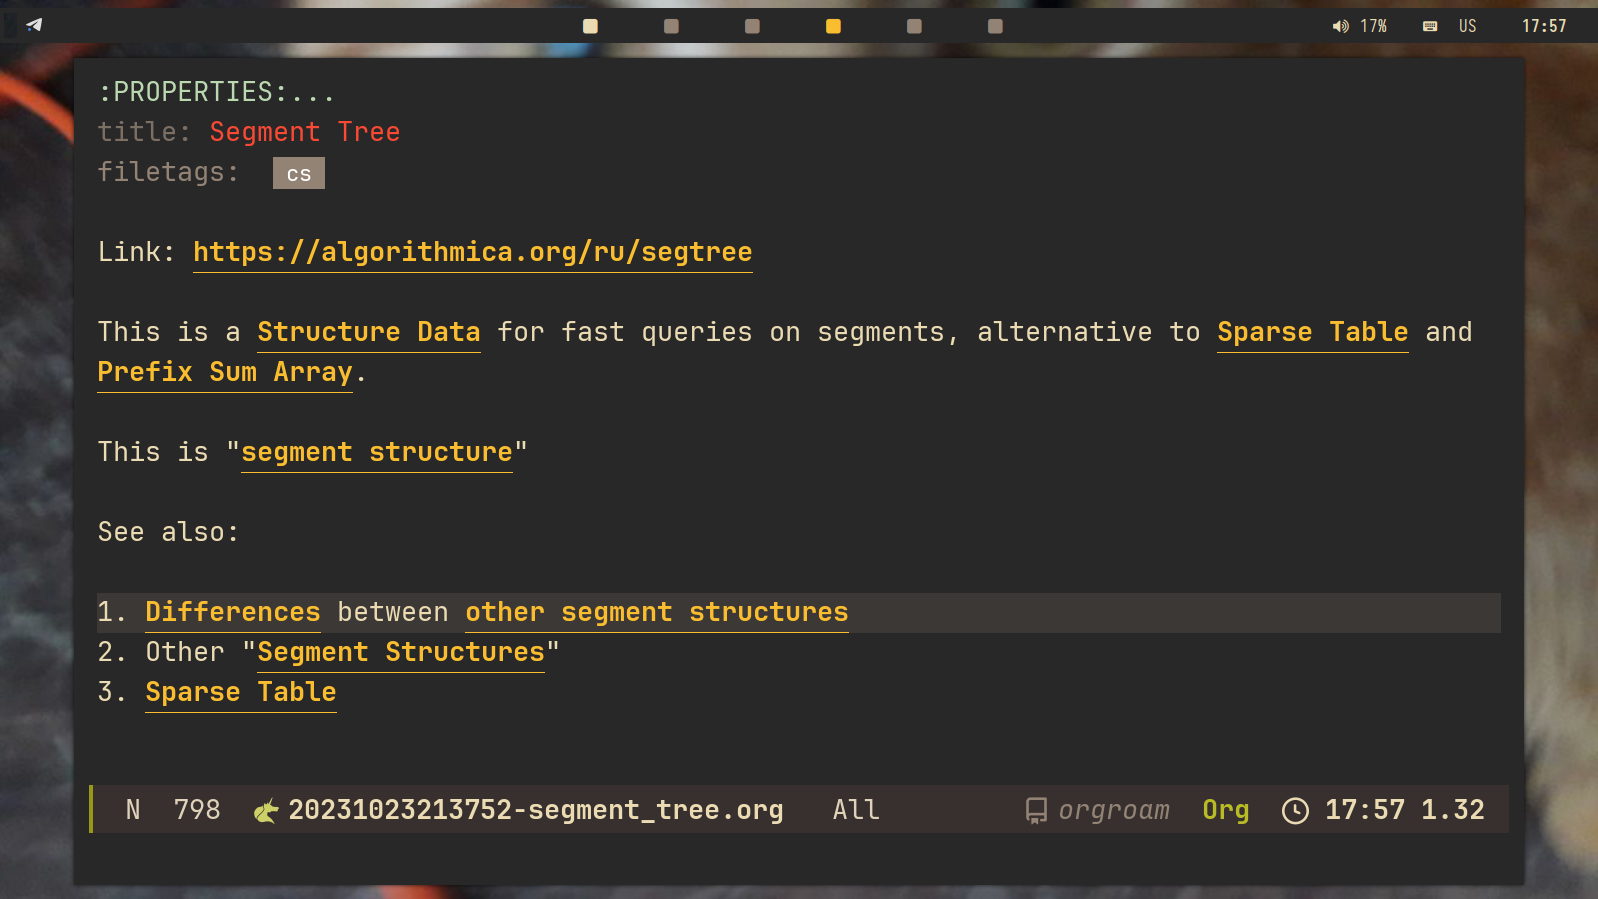 17% US 17:57
:PROPERTIES:...
title: Segment Tree
filetags: cs
Link: https://algorithmica.org/ru/segtree
This is a Structure Data for fast queries on segments, alternative to Sparse Table and
Prefix Sum Array.
This is "segment structure"
See also:
1. Differences between other segment structures
2. Other "Segment Structures"
3. Sparse Table
N 798 20231023213752-segment_tree.org All orgroam Org 17:57 1.32